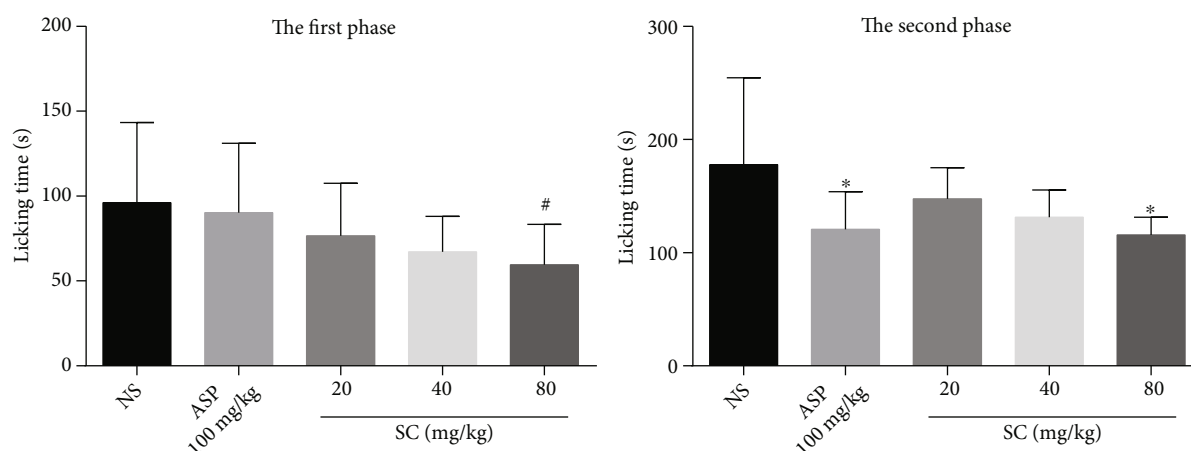 The first phase
Licking time (s)
200
150
100
50
0
#
NS
ASP
100 mg/kg
20
40
80
SC (mg/kg)
The second phase
Licking time (s)
300
200
100
0
*
*
NS
ASP
100 mg/kg
20
40
80
SC (mg/kg)